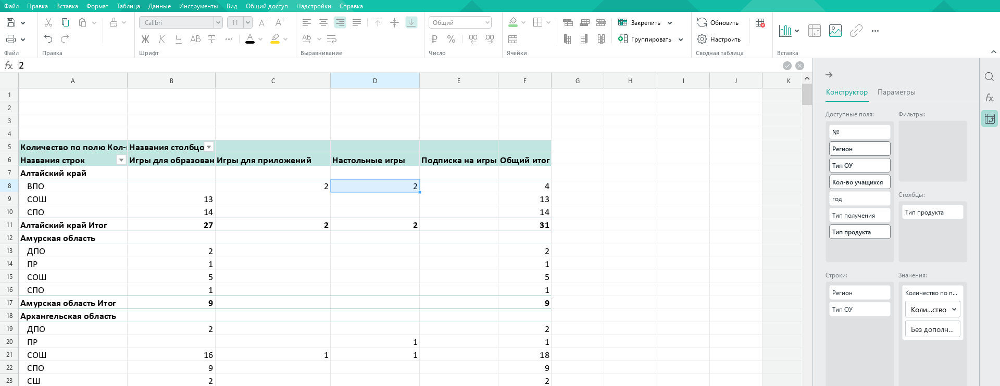 Файл Правка Вставка Формат Таблица Данные Инструменты Вид Общий доступ Надстройки Справка
Calibri 11 A A Общий Закрепить Обновить
Ж К Ч АВ Т А АВ ₽ % 00 00 Группировать Настроить
Файл Правка Шрифт Выравнивание Число Ячейки Сводная таблица Вставка
fx 2
A B C D E F G H I J K
1
2
3
4
5 Количество по полю Кол- Названия столбцо
6 Названия строк Игры для образован Игры для приложений Настольные игры Подписка на игры Общий итог
7 Алтайский край
8 ВПО 2 2 4
9 СОШ 13 13
10 СПО 14 14
11 Алтайский край Итог 27 2 2 31
12 Амурская область
13 ДПО 2 2
14 ПР 1 1
15 СОШ 5 5
16 СПО 1 1
17 Амурская область Итог 9 9
18 Архангельская область
19 ДПО 2 2
20 ПР 1 1
21 СОШ 16 1 1 18
22 СПО 9 9
23 СШ 2 2
Конструктор Параметры
Доступные поля:
№
Регион
Тип ОУ
Кол-во учащихся
год
Тип получения
Тип продукта
Фильтры:
Столбцы:
Тип продукта
Строки:
Регион
Тип ОУ
Значения:
Количество по п...
Коли...ство
Без дополн...
fx